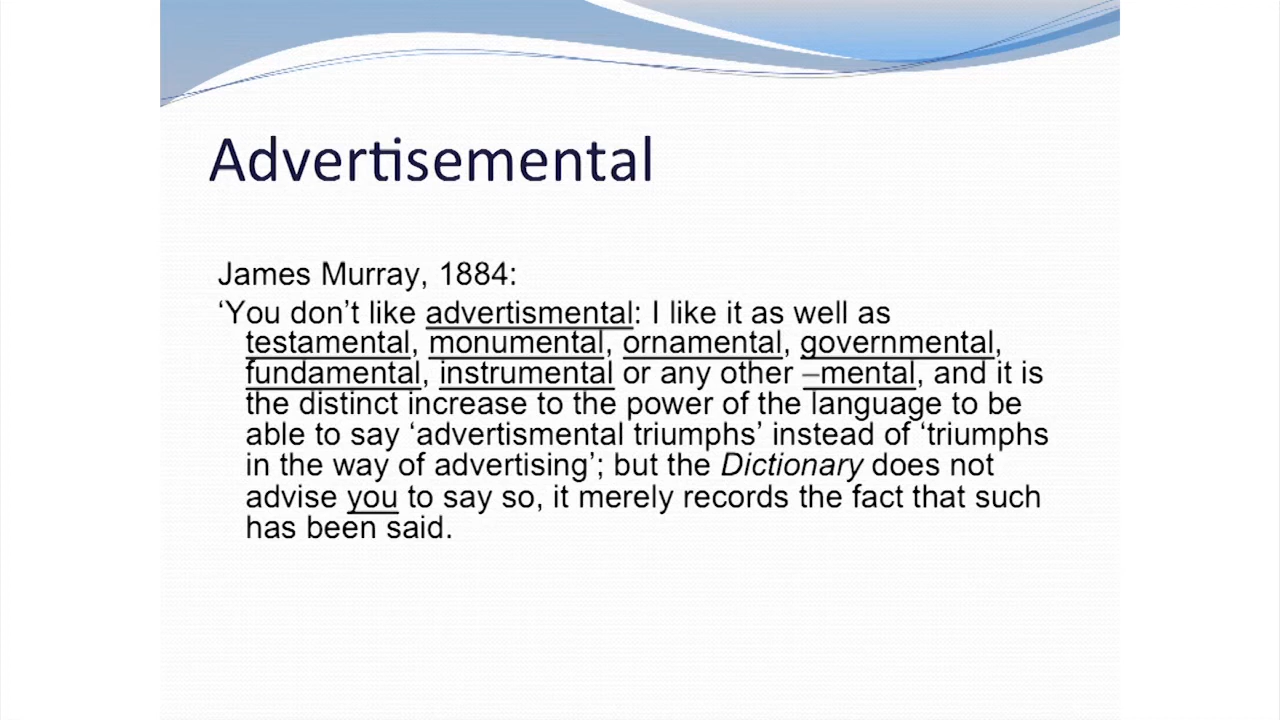 Advertisemental
James Murray, 1884:
‘You don’t like advertismental: I like it as well as
testamental, monumental, ornamental, governmental,
fundamental, instrumental or any other –mental, and it is
the distinct increase to the power of the language to be
able to say ‘advertismental triumphs’ instead of ‘triumphs
in the way of advertising’; but the Dictionary does not
advise you to say so, it merely records the fact that such
has been said.